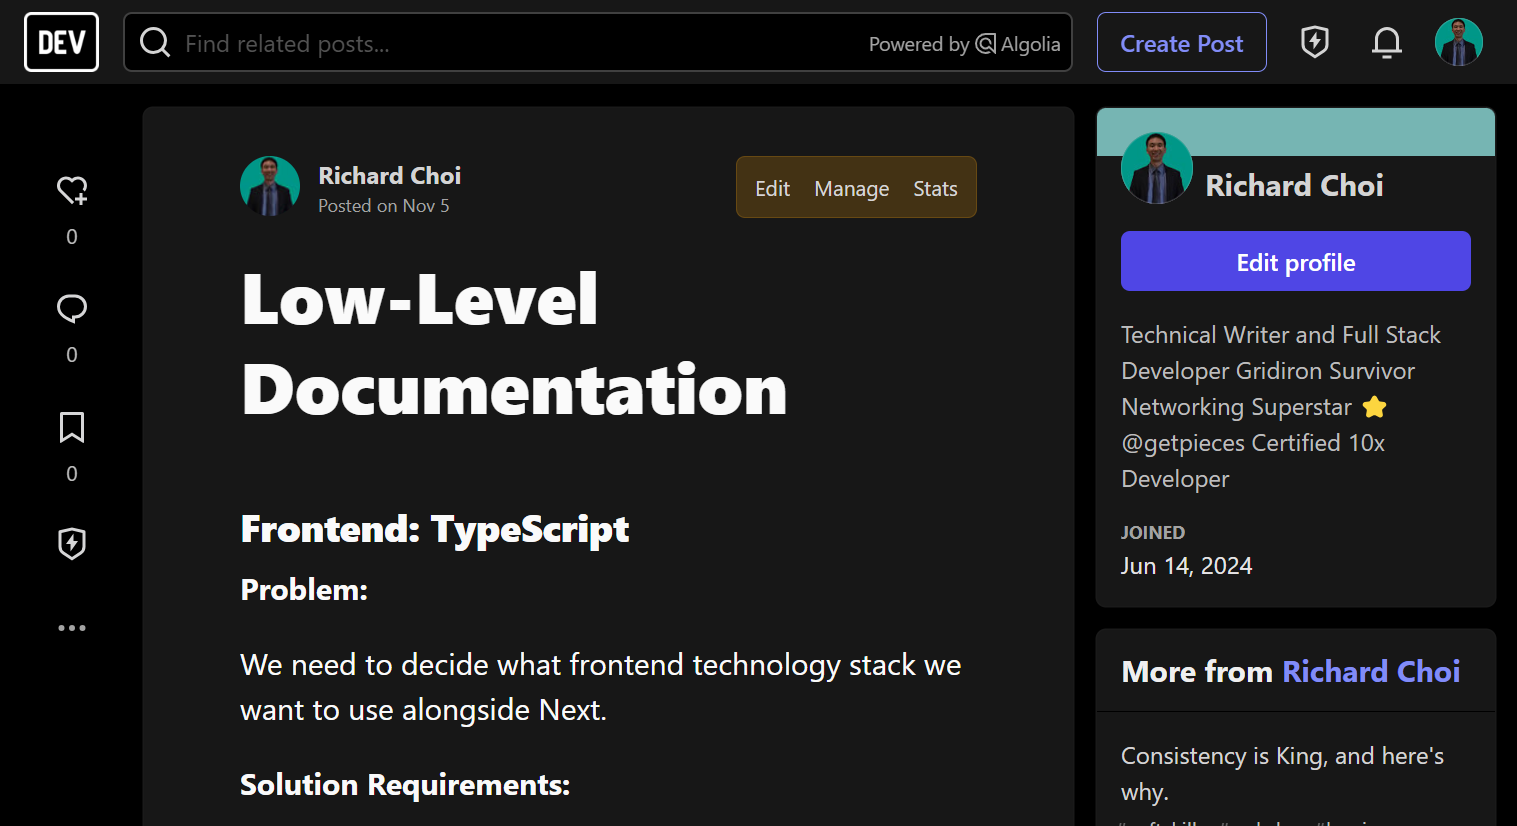 DEV
Find related posts...
Powered by Algolia
Create Post
0
0
0
Richard Choi
Posted on Nov 5
Edit Manage Stats
Low-Level
Documentation
Frontend: TypeScript
Problem:
We need to decide what frontend technology stack we
want to use alongside Next.
Solution Requirements:
Richard Choi
Edit profile
Technical Writer and Full Stack
Developer Gridiron Survivor
Networking Superstar ⭐
@getpieces Certified 10x
Developer
JOINED
Jun 14, 2024
More from Richard Choi
Consistency is King, and here's
why.